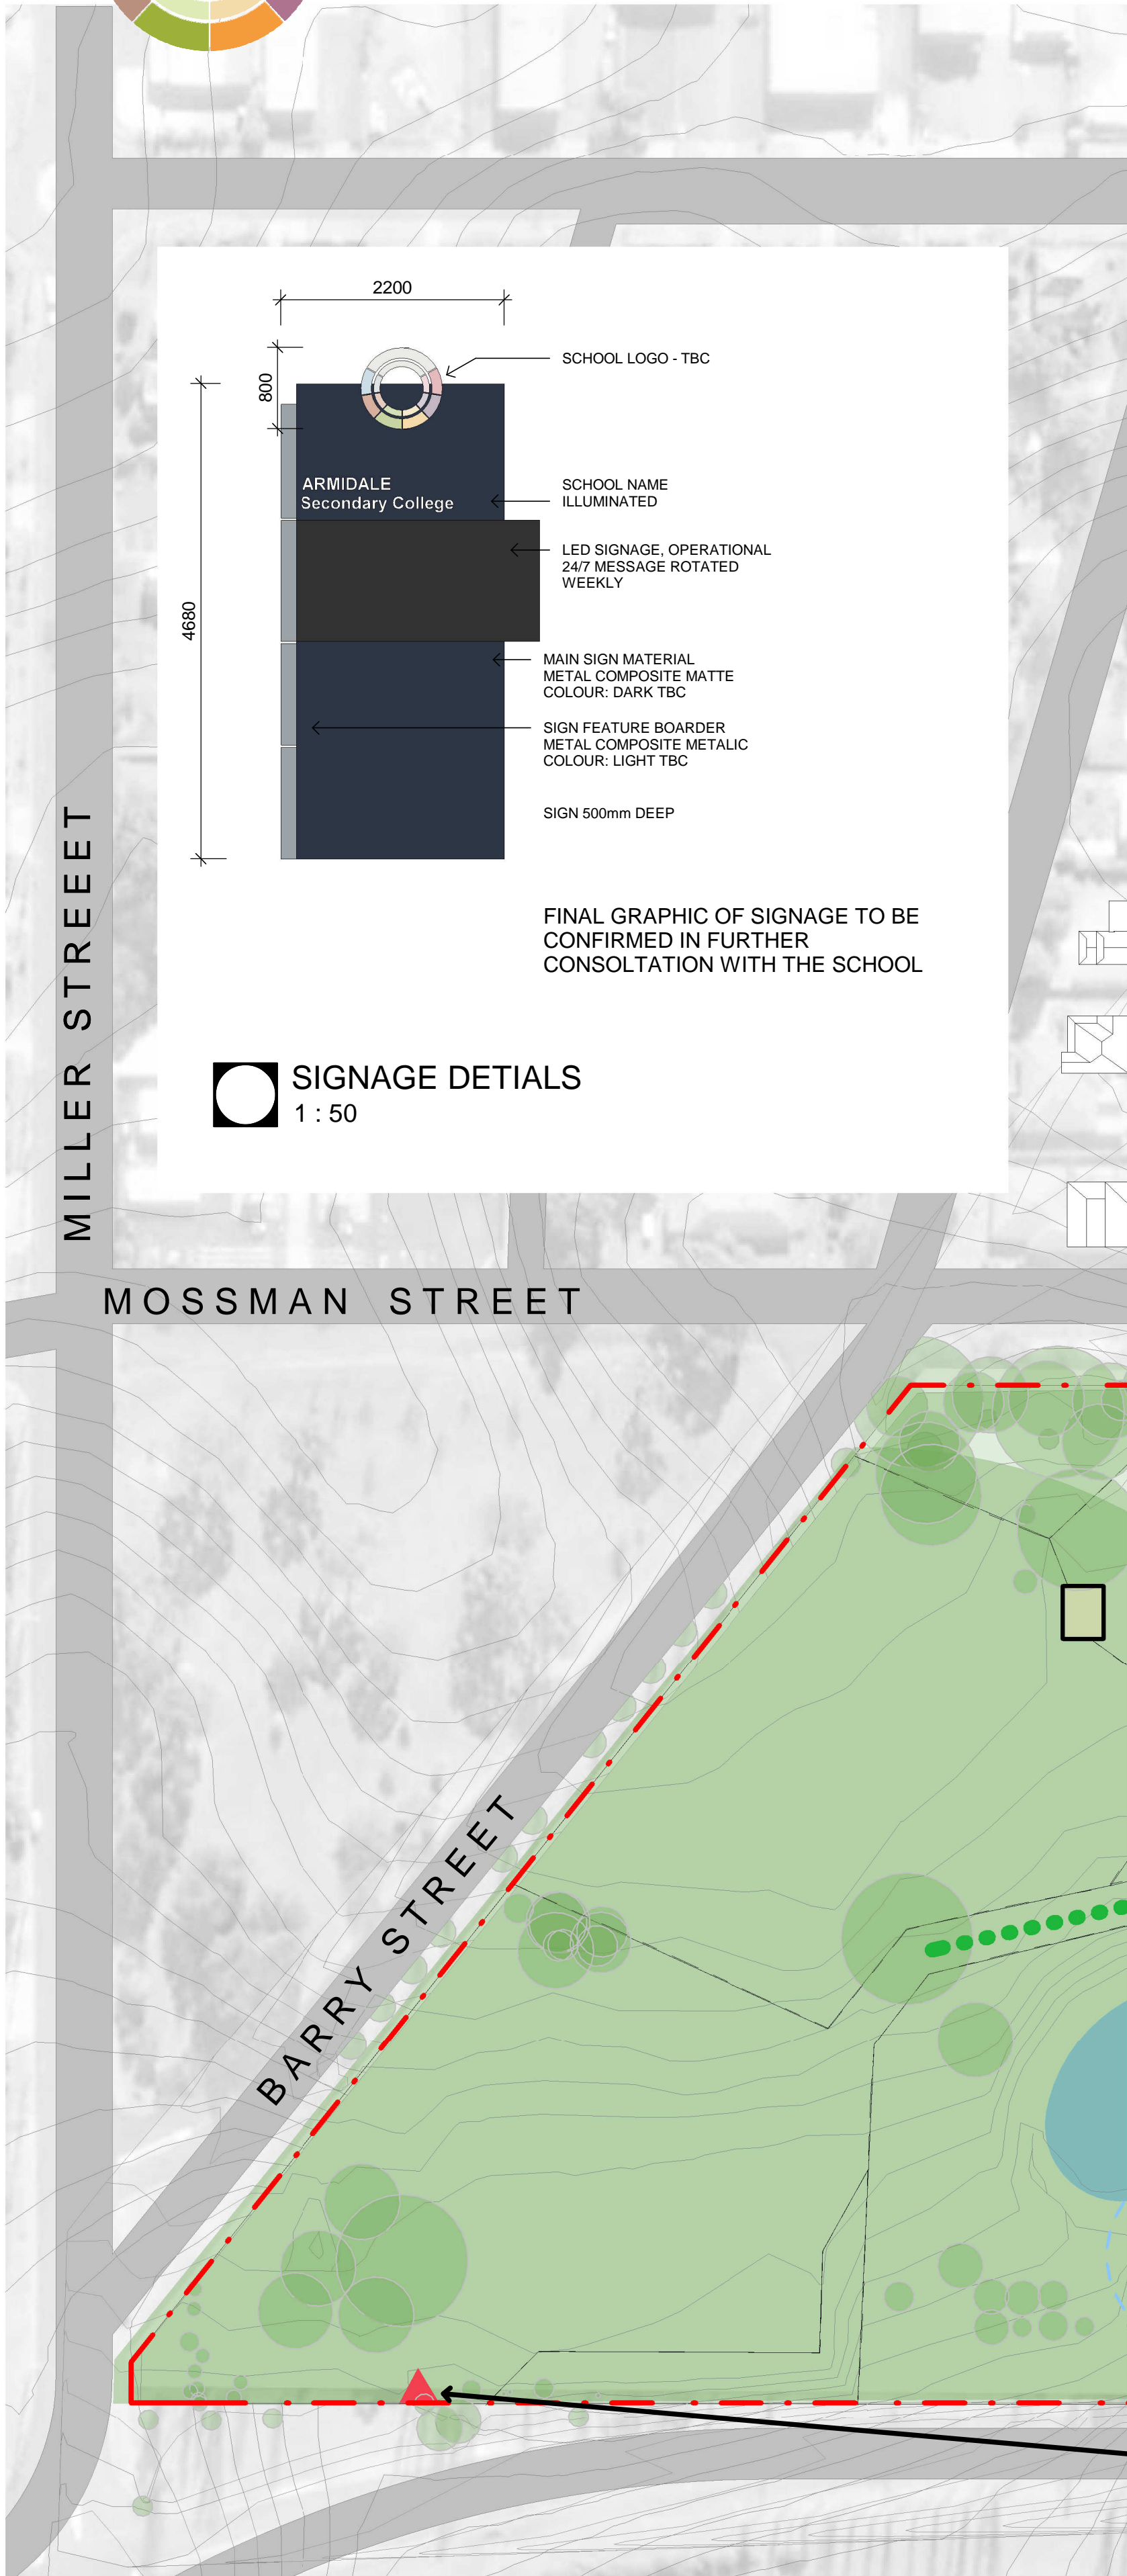 2200
800
SCHOOL LOGO - TBC
ARMIDALE
Secondary College
SCHOOL NAME
ILLUMINATED
LED SIGNAGE, OPERATIONAL
24/7 MESSAGE ROTATED
WEEKLY
4680
MAIN SIGN MATERIAL
METAL COMPOSITE MATTE
COLOUR: DARK TBC
SIGN FEATURE BOARDER
METAL COMPOSITE METALIC
COLOUR: LIGHT TBC
SIGN 500mm DEEP
FINAL GRAPHIC OF SIGNAGE TO BE
CONFIRMED IN FURTHER
CONSOLTATION WITH THE SCHOOL
SIGNAGE DETIALS
1 : 50
MILLER STREEET
MOSSMAN STREET
BARRY STREET